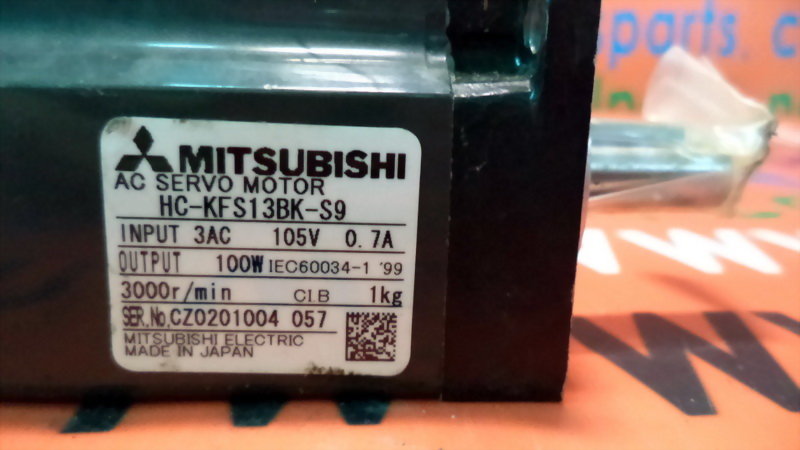 MITSUBISHI
AC SERVO MOTOR
HC-KFS13BK-S9
INPUT 3AC 105V 0.7A
OUTPUT 100W IEC60034-1 '99
3000r/min CI.B 1kg
SER.No.CZ0201004 057
MITSUBISHI ELECTRIC
MADE IN JAPAN